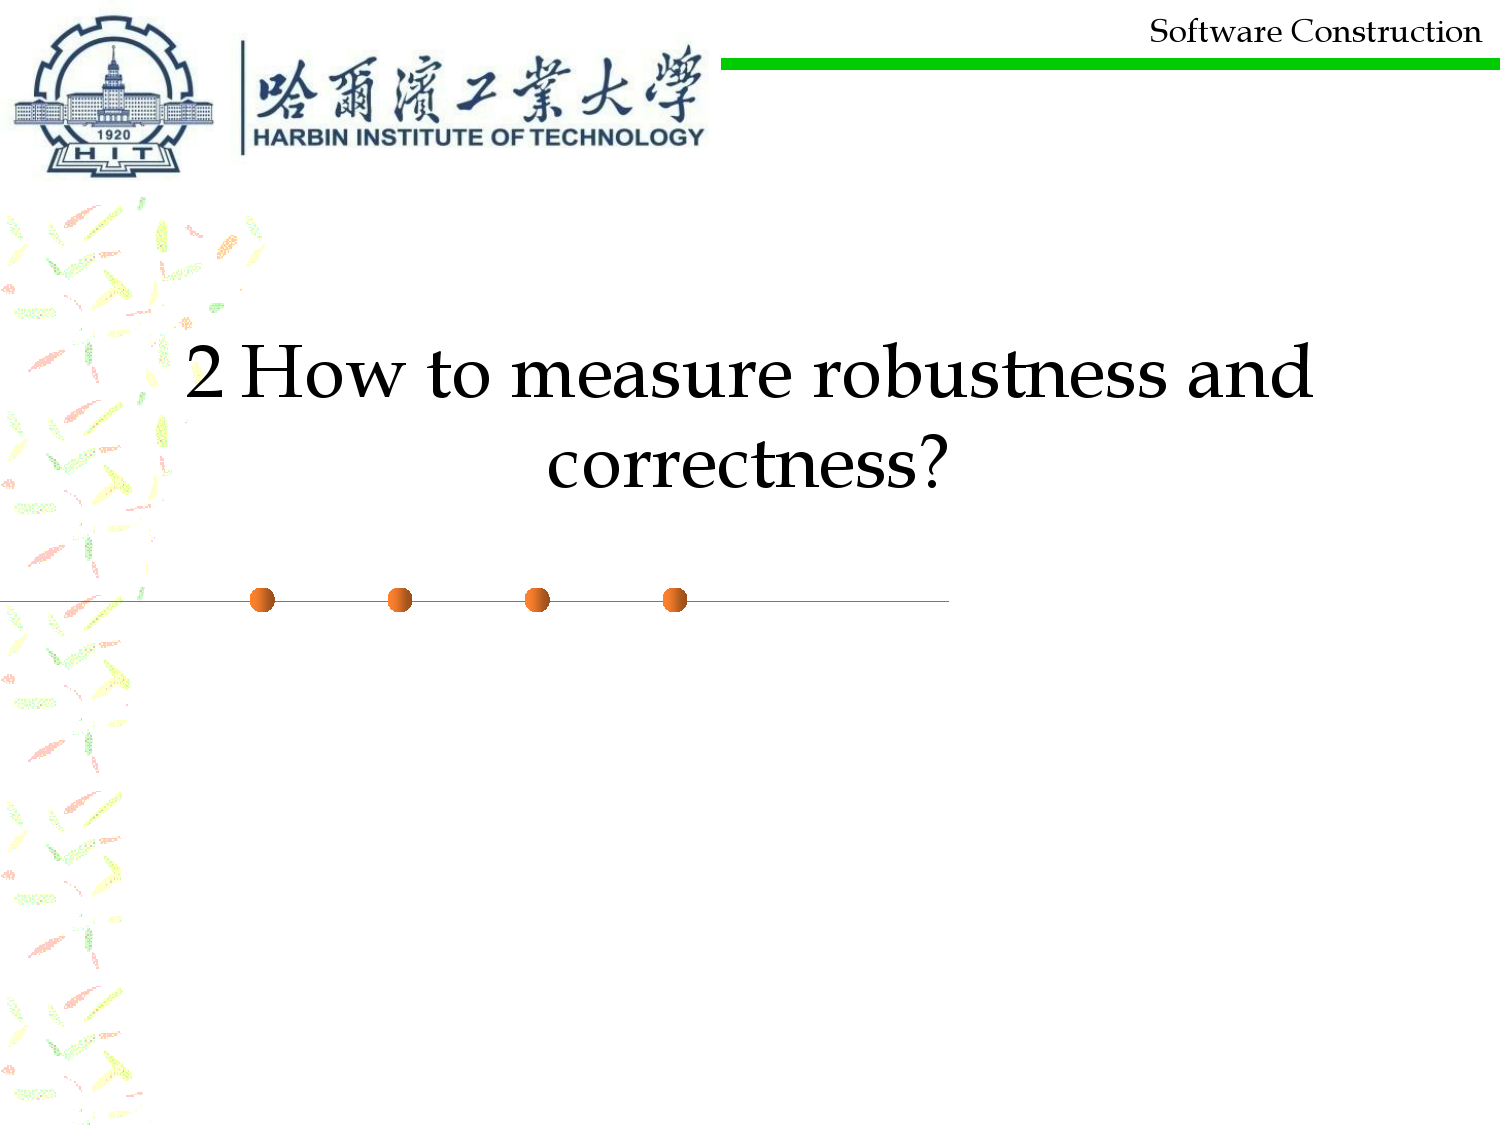 Software Construction
哈爾濱工業大學
HARBIN INSTITUTE OF TECHNOLOGY
1920
HIT
2 How to measure robustness and
correctness?